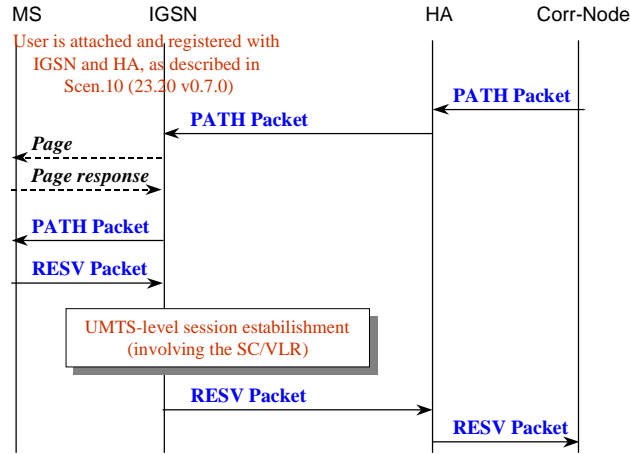 MS IGSN HA Corr-Node
User is attached and registered with
IGSN and HA, as described in
Scen.10 (23.20 v0.7.0)
PATH Packet
PATH Packet
Page
Page response
PATH Packet
RESV Packet
UMTS-level session estabilishment
(involving the SC/VLR)
RESV Packet
RESV Packet